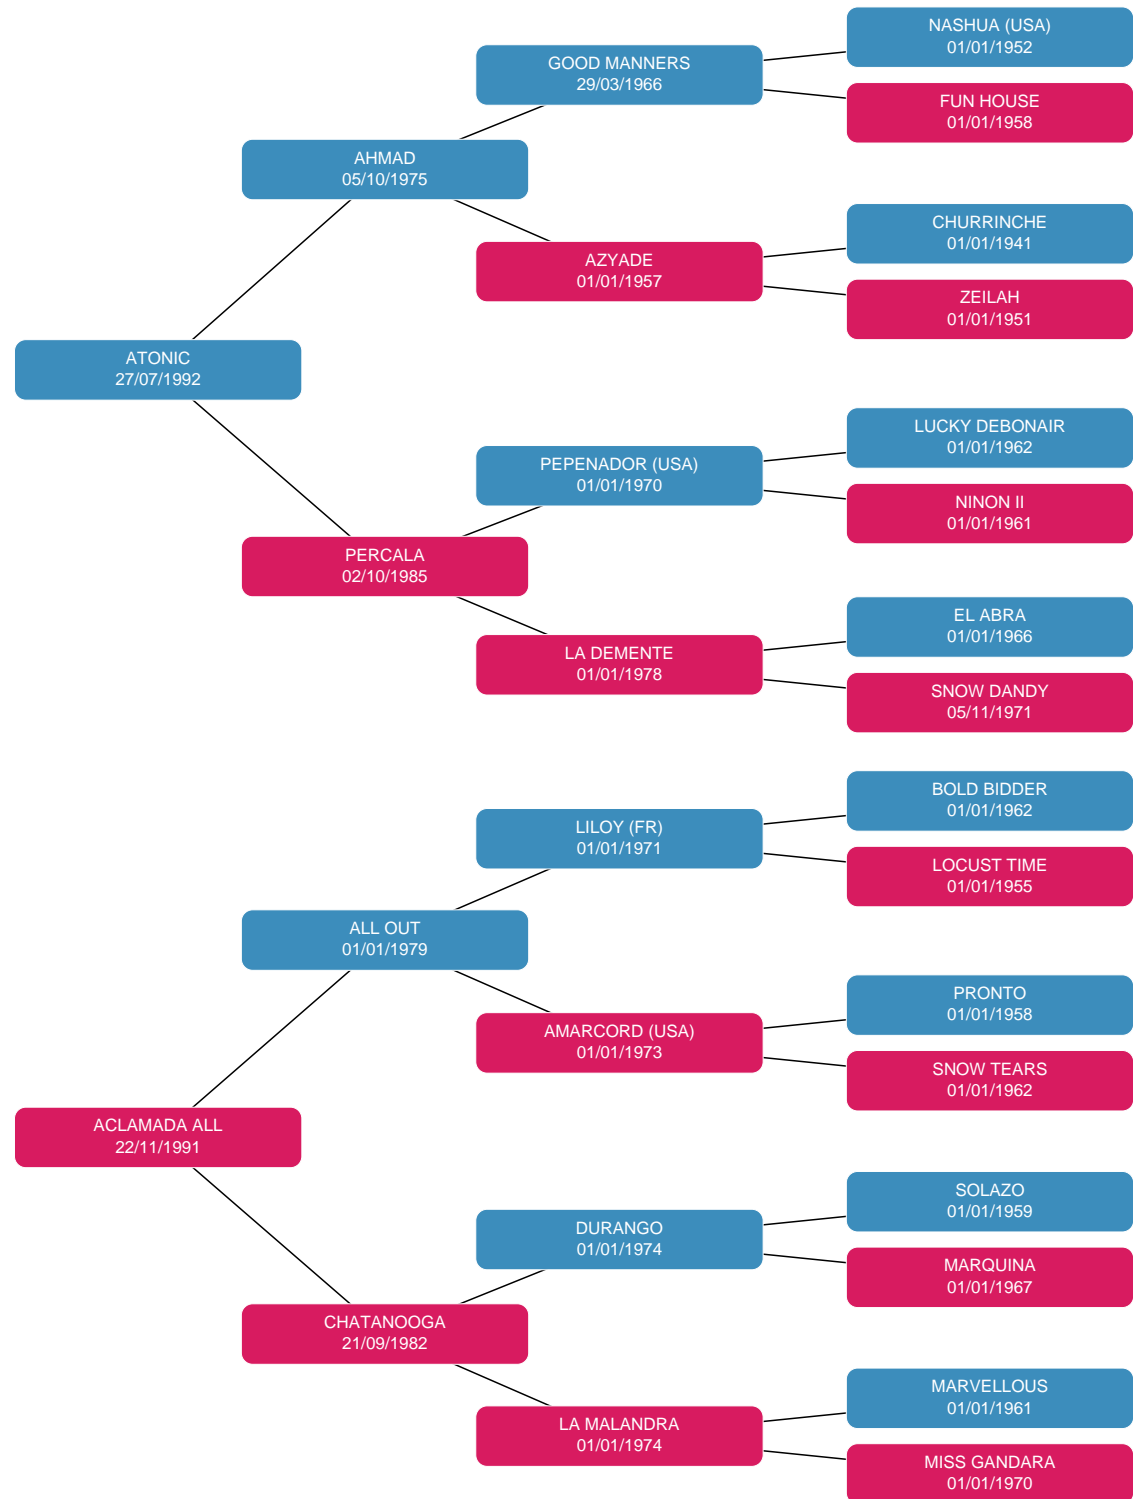 NASHUA (USA)
01/01/1952
GOOD MANNERS
29/03/1966
FUN HOUSE
01/01/1958
AHMAD
05/10/1975
CHURRINCHE
01/01/1941
AZYADE
01/01/1957
ZEILAH
01/01/1951
ATONIC
27/07/1992
LUCKY DEBONAIR
01/01/1962
PEPENADOR (USA)
01/01/1970
NINON II
01/01/1961
PERCALA
02/10/1985
EL ABRA
01/01/1966
LA DEMENTE
01/01/1978
SNOW DANDY
05/11/1971
BOLD BIDDER
01/01/1962
LILOY (FR)
01/01/1971
LOCUST TIME
01/01/1955
ALL OUT
01/01/1979
PRONTO
01/01/1958
AMARCORD (USA)
01/01/1973
SNOW TEARS
01/01/1962
ACLAMADA ALL
22/11/1991
SOLAZO
01/01/1959
DURANGO
01/01/1974
MARQUINA
01/01/1967
CHATANOOGA
21/09/1982
MARVELLOUS
01/01/1961
LA MALANDRA
01/01/1974
MISS GANDARA
01/01/1970